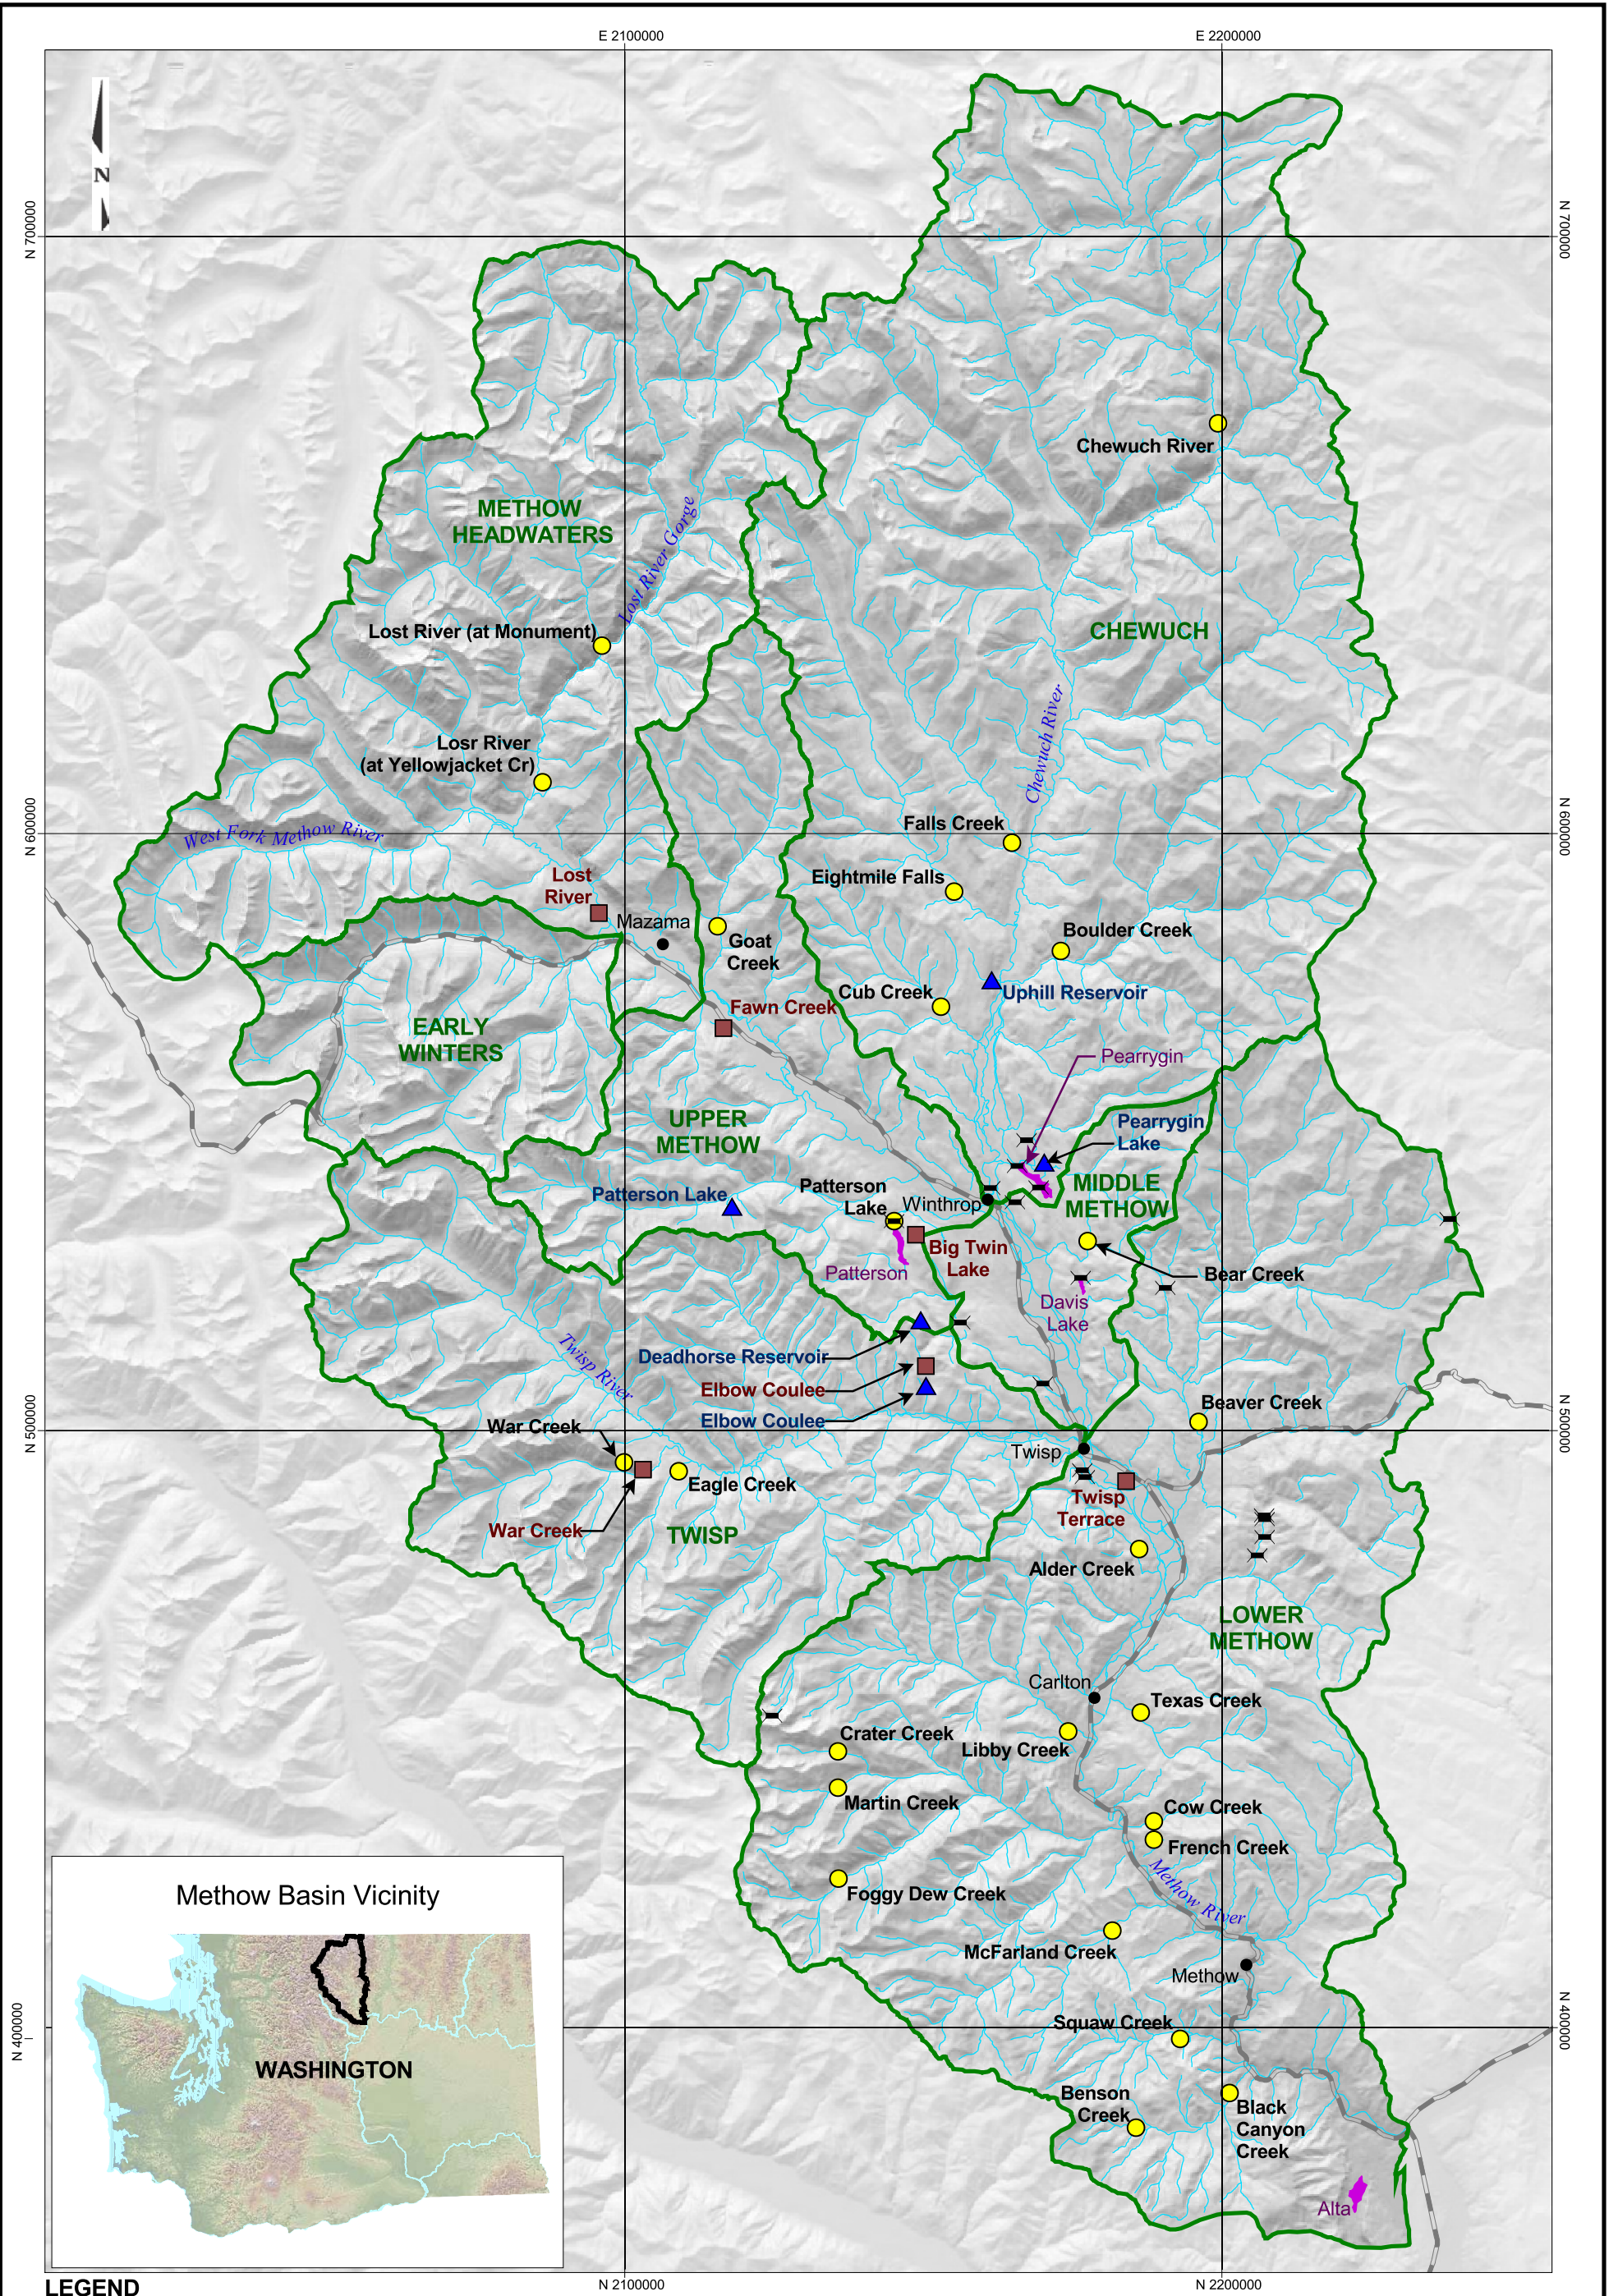 E 2100000
E 2200000
N
N 700000
N 700000
Chewuch River
METHOW
HEADWATERS
Lost River Gorge
Lost River (at Monument)
CHEWUCH
Chewuch River
Losr River
(at Yellowjacket Cr)
West Fork Methow River
N 600000
N 600000
Falls Creek
Eightmile Falls
Lost
River
Mazama
Goat
Creek
Boulder Creek
Cub Creek
Uphill Reservoir
Fawn Creek
EARLY
WINTERS
Pearrygin
UPPER
METHOW
Pearrygin
Lake
MIDDLE
METHOW
Patterson Lake
Patterson
Lake
Winthrop
Big Twin
Lake
Patterson
Bear Creek
Davis
Lake
Twisp River
Deadhorse Reservoir
Elbow Coulee
Elbow Coulee
Beaver Creek
War Creek
N 500000
N 500000
Twisp
Eagle Creek
Twisp
Terrace
War Creek
TWISP
Alder Creek
LOWER
METHOW
Carlton
Texas Creek
Crater Creek
Libby Creek
Martin Creek
Cow Creek
French Creek
Methow River
Foggy Dew Creek
McFarland Creek
Methow
Squaw Creek
N 400000
N 400000
Benson
Creek
Black
Canyon
Creek
Alta
Methow Basin Vicinity
WASHINGTON
LEGEND
N 2100000
N 2200000